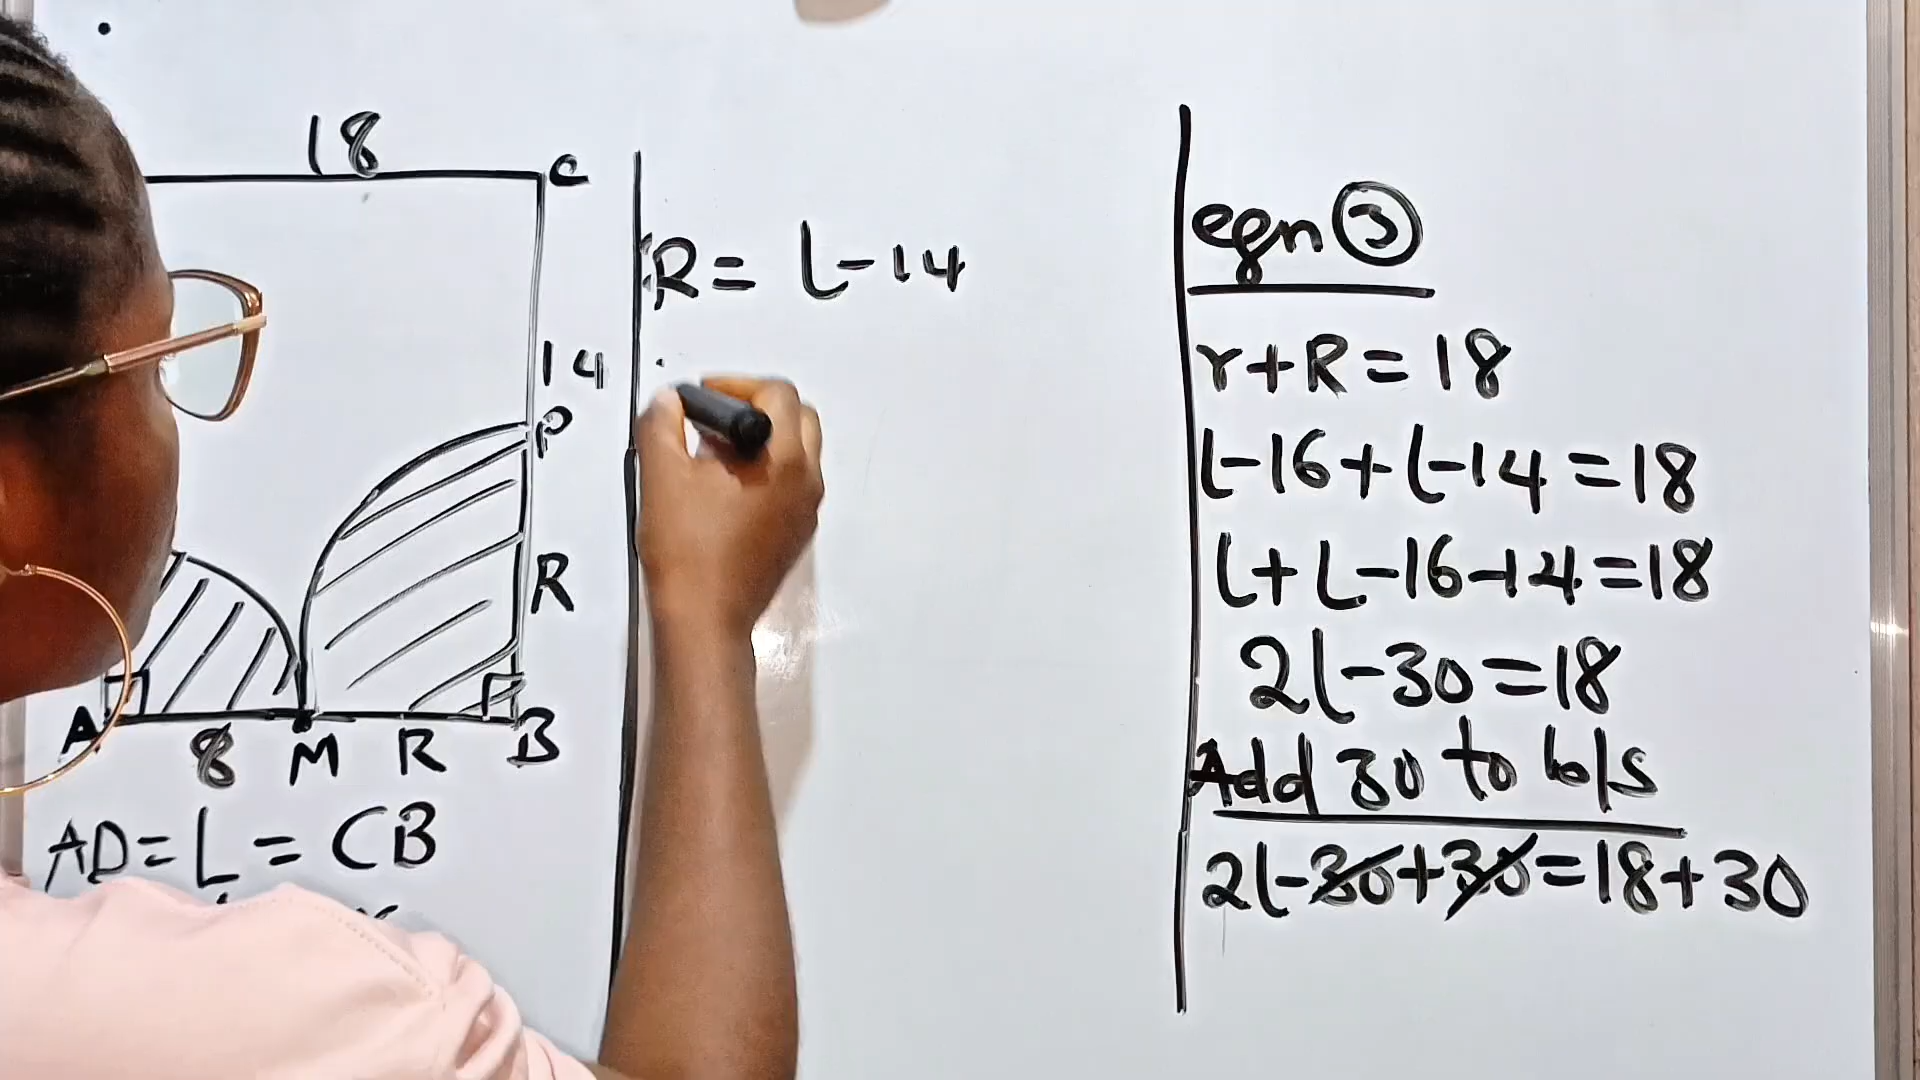 18
C
14
P
R
A 8 M R B
AD = L = CB
R = L - 14
eqn ③
r + R = 18
L - 16 + L - 14 = 18
L + L - 16 - 14 = 18
2L - 30 = 18
Add 30 to b/s
2L - 30 + 30 = 18 + 30